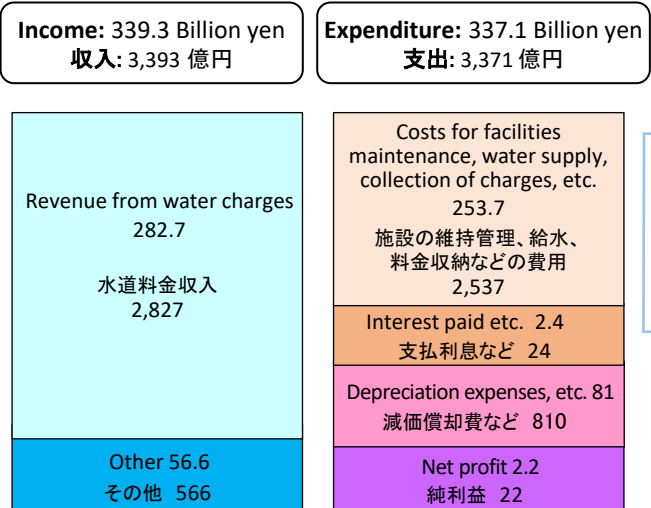 Income: 339.3 Billion yen
収入: 3,393 億円
Expenditure: 337.1 Billion yen
支出: 3,371 億円
Revenue from water charges
282.7
水道料金収入
2,827
Other 56.6
その他 566
Costs for facilities
maintenance, water supply,
collection of charges, etc.
253.7
施設の維持管理、給水、
料金収納などの費用
2,537
Interest paid etc. 2.4
支払利息など 24
Depreciation expenses, etc. 81
減価償却費など 810
Net profit 2.2
純利益 22